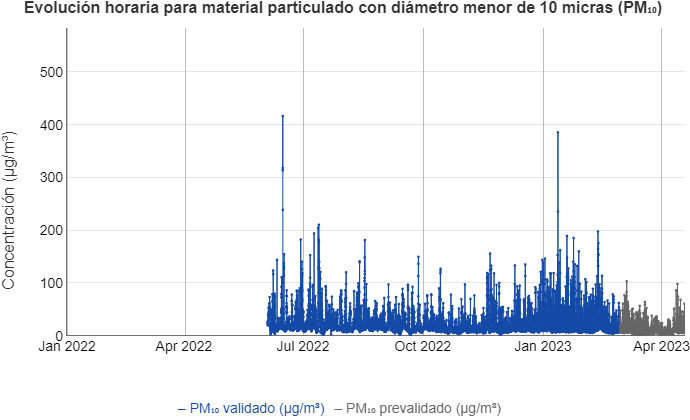 Evolución horaria para material particulado con diámetro menor de 10 micras (PM₁₀)
Concentración (µg/m³)
500
400
300
200
100
0
Jan 2022 Apr 2022 Jul 2022 Oct 2022 Jan 2023 Apr 2023
– PM₁₀ validado (µg/m³) – PM₁₀ prevalidado (µg/m³)